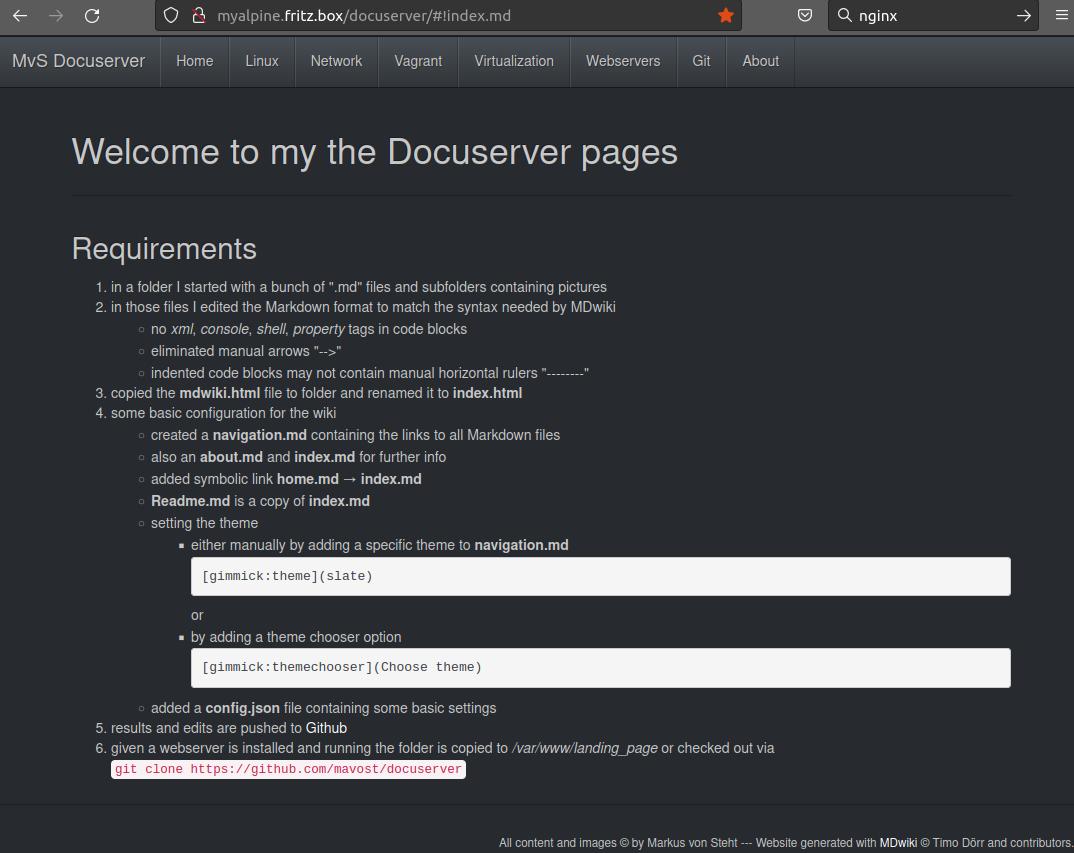 myalpine.fritz.box/docuserver/#!index.md
nginx
MvS Docuserver Home Linux Network Vagrant Virtualization Webservers Git About
Welcome to my the Docuserver pages
Requirements
1. in a folder I started with a bunch of ".md" files and subfolders containing pictures
2. in those files I edited the Markdown format to match the syntax needed by MDwiki
○ no xml, console, shell, property tags in code blocks
○ eliminated manual arrows "-->"
○ indented code blocks may not contain manual horizontal rulers "--------"
3. copied the mdwiki.html file to folder and renamed it to index.html
4. some basic configuration for the wiki
○ created a navigation.md containing the links to all Markdown files
○ also an about.md and index.md for further info
○ added symbolic link home.md → index.md
○ Readme.md is a copy of index.md
○ setting the theme
▪ either manually by adding a specific theme to navigation.md
[gimmick:theme](slate)
or
▪ by adding a theme chooser option
[gimmick:themechooser](Choose theme)
○ added a config.json file containing some basic settings
5. results and edits are pushed to Github
6. given a webserver is installed and running the folder is copied to /var/www/landing_page or checked out via
git clone https://github.com/mavost/docuserver
All content and images © by Markus von Steht --- Website generated with MDwiki © Timo Dörr and contributors.